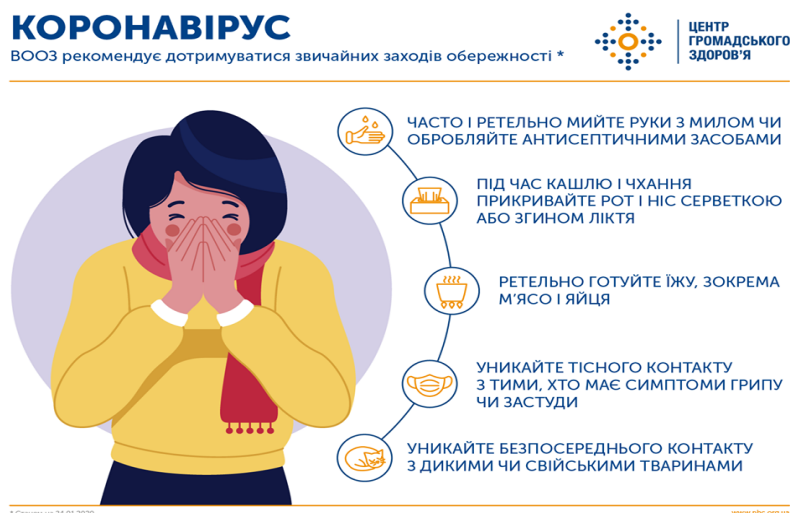 КОРОНАВІРУС
ВООЗ рекомендує дотримуватися звичайних заходів обережності *
ЦЕНТР
ГРОМАДСЬКОГО
ЗДОРОВ'Я
ЧАСТО І РЕТЕЛЬНО МИЙТЕ РУКИ З МИЛОМ ЧИ
ОБРОБЛЯЙТЕ АНТИСЕПТИЧНИМИ ЗАСОБАМИ
ПІД ЧАС КАШЛЮ І ЧХАННЯ
ПРИКРИВАЙТЕ РОТ І НІС СЕРВЕТКОЮ
АБО ЗГИНОМ ЛІКТЯ
РЕТЕЛЬНО ГОТУЙТЕ ЇЖУ, ЗОКРЕМА
М'ЯСО І ЯЙЦЯ
УНИКАЙТЕ ТІСНОГО КОНТАКТУ
З ТИМИ, ХТО МАЄ СИМПТОМИ ГРИПУ
ЧИ ЗАСТУДИ
УНИКАЙТЕ БЕЗПОСЕРЕДНЬОГО КОНТАКТУ
З ДИКИМИ ЧИ СВІЙСЬКИМИ ТВАРИНАМИ